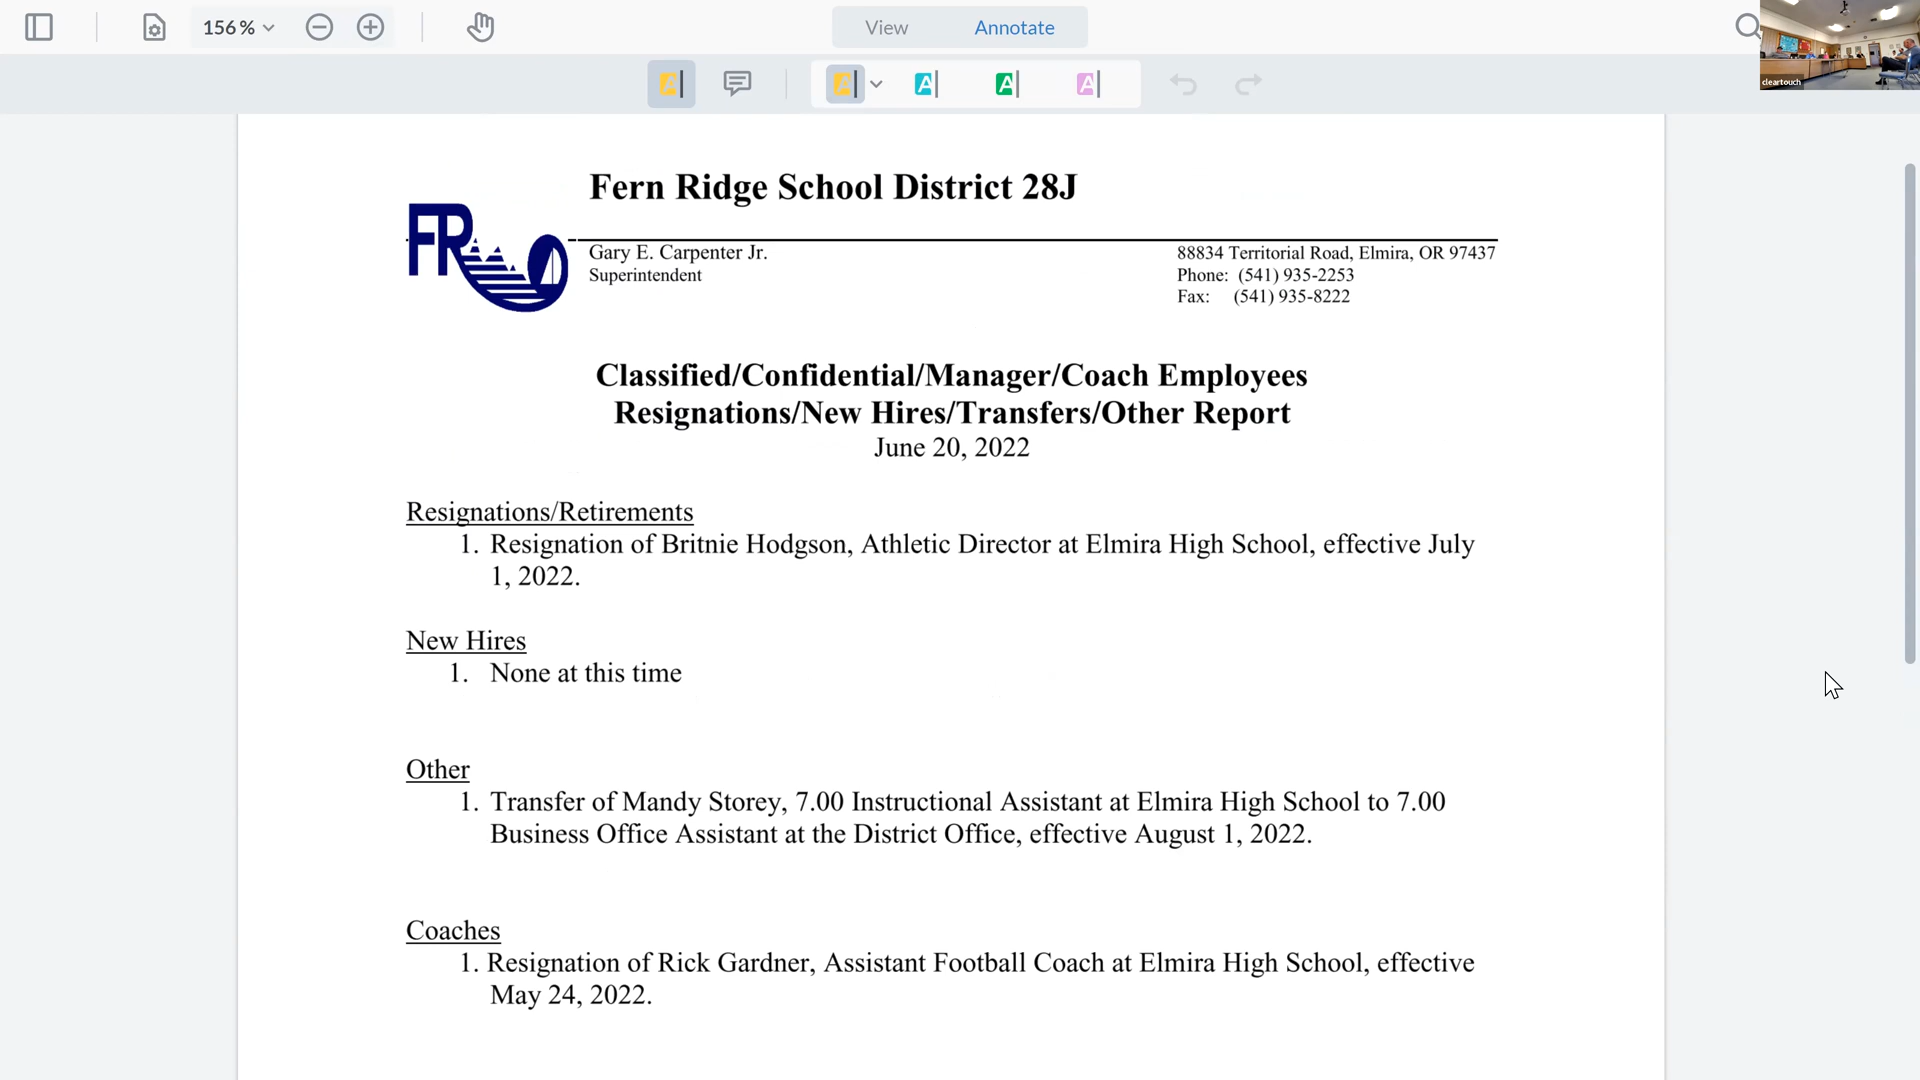 156%
View
Annotate
cleartouch
Fern Ridge School District 28J
FR
Gary E. Carpenter Jr.
Superintendent
88834 Territorial Road, Elmira, OR 97437
Phone: (541) 935-2253
Fax: (541) 935-8222
Classified/Confidential/Manager/Coach Employees
Resignations/New Hires/Transfers/Other Report
June 20, 2022
Resignations/Retirements
1. Resignation of Britnie Hodgson, Athletic Director at Elmira High School, effective July
1, 2022.
New Hires
1. None at this time
Other
1. Transfer of Mandy Storey, 7.00 Instructional Assistant at Elmira High School to 7.00
Business Office Assistant at the District Office, effective August 1, 2022.
Coaches
1. Resignation of Rick Gardner, Assistant Football Coach at Elmira High School, effective
May 24, 2022.